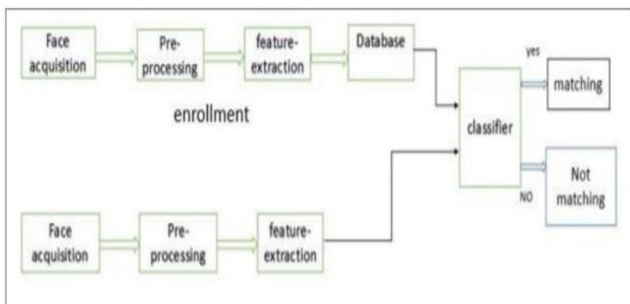 Face
acquisition
Pre-
processing
feature-
extraction
Database
enrollment
classifier
yes
matching
NO
Not
matching
Face
acquisition
Pre-
processing
feature-
extraction